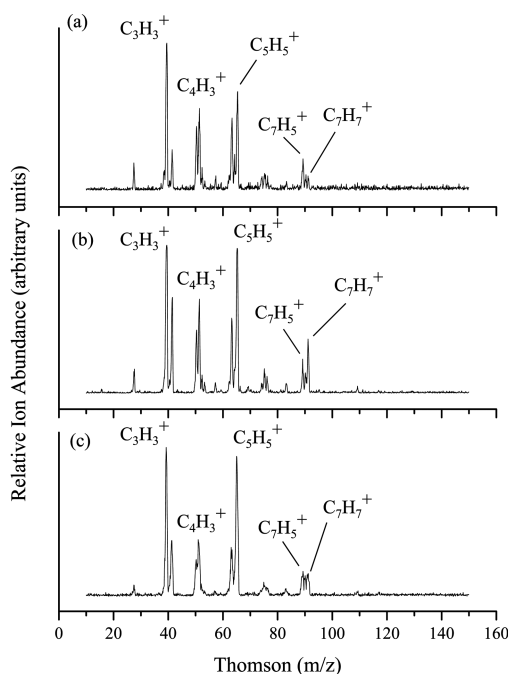 (a)
C₃H₃⁺
C₅H₅⁺
C₄H₃⁺
C₇H₅⁺
C₇H₇⁺
(b)
C₃H₃⁺
C₅H₅⁺
C₄H₃⁺
C₇H₅⁺
C₇H₇⁺
(c)
C₃H₃⁺
C₅H₅⁺
C₄H₃⁺
C₇H₅⁺
C₇H₇⁺
Relative Ion Abundance (arbitrary units)
0 20 40 60 80 100 120 140 160
Thomson (m/z)